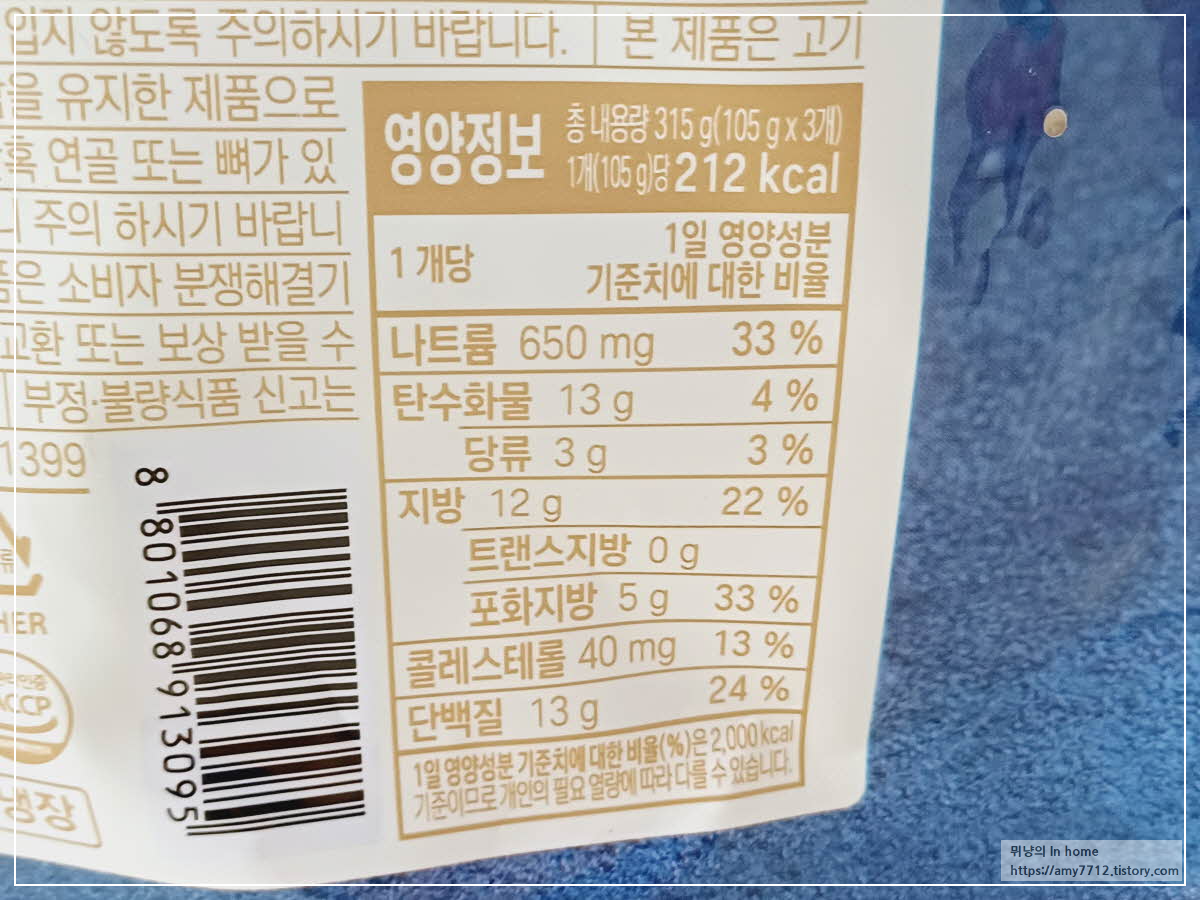 입지 않도록 주의하시기 바랍니다. 본 제품은 고기
을 유지한 제품으로
혹 연골 또는 뼈가 있
주의 하시기 바랍니
은 소비자 분쟁해결기
교환 또는 보상 받을 수
부정·불량식품 신고는
1399
영양정보
총 내용량 315 g(105 g x 3개)
1개(105 g)당 212 kcal
1 개당
1일 영양성분
기준치에 대한 비율
나트륨 650 mg 33 %
탄수화물 13 g 4 %
당류 3 g 3 %
지방 12 g 22 %
트랜스지방 0 g
포화지방 5 g 33 %
콜레스테롤 40 mg 13 %
단백질 13 g 24 %
1일 영양성분 기준치에 대한 비율(%)은 2,000 kcal
기준이므로 개인의 필요 열량에 따라 다를 수 있습니다.
8 801068 913095
냉장
뮈냥의 In home
https://amy7712.tistory.com